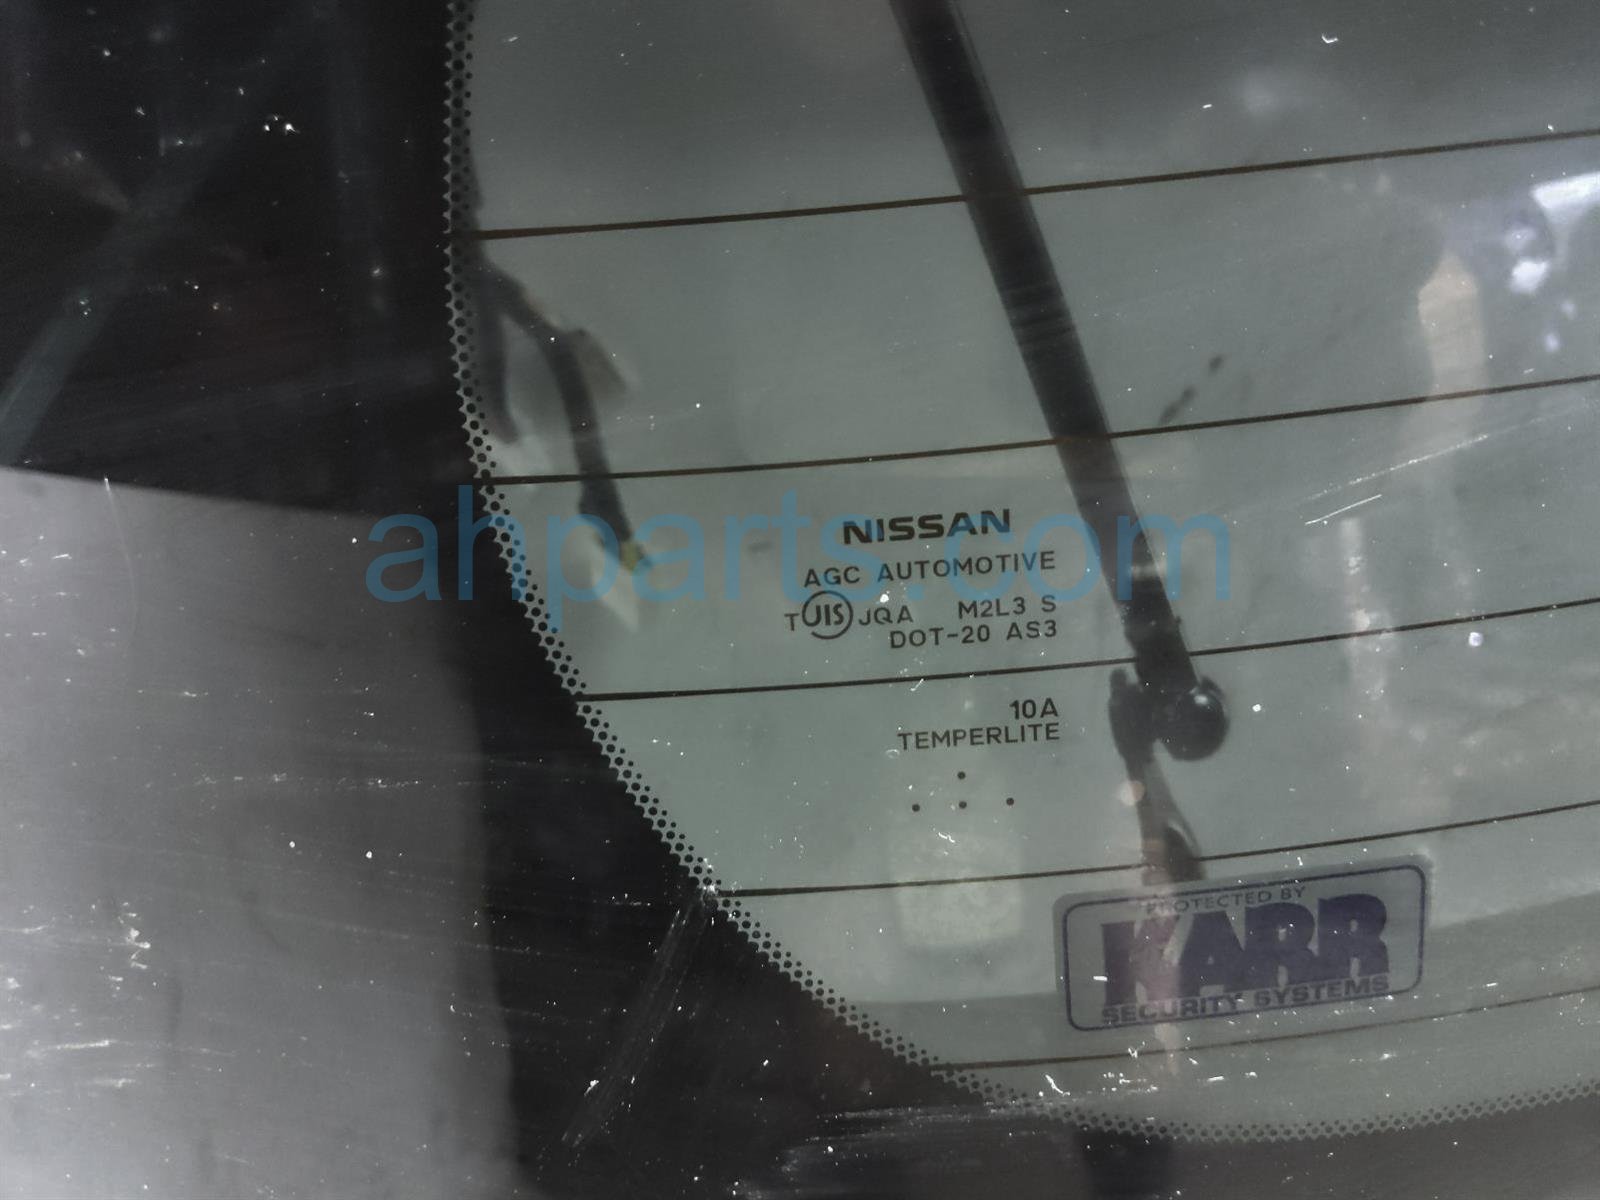 NISSAN
AGC AUTOMOTIVE
T JIS JQA M2L3 S
DOT-20 AS3
10A
TEMPERLITE
PROTECTED BY
KARR
SECURITY SYSTEMS
ahparts.com